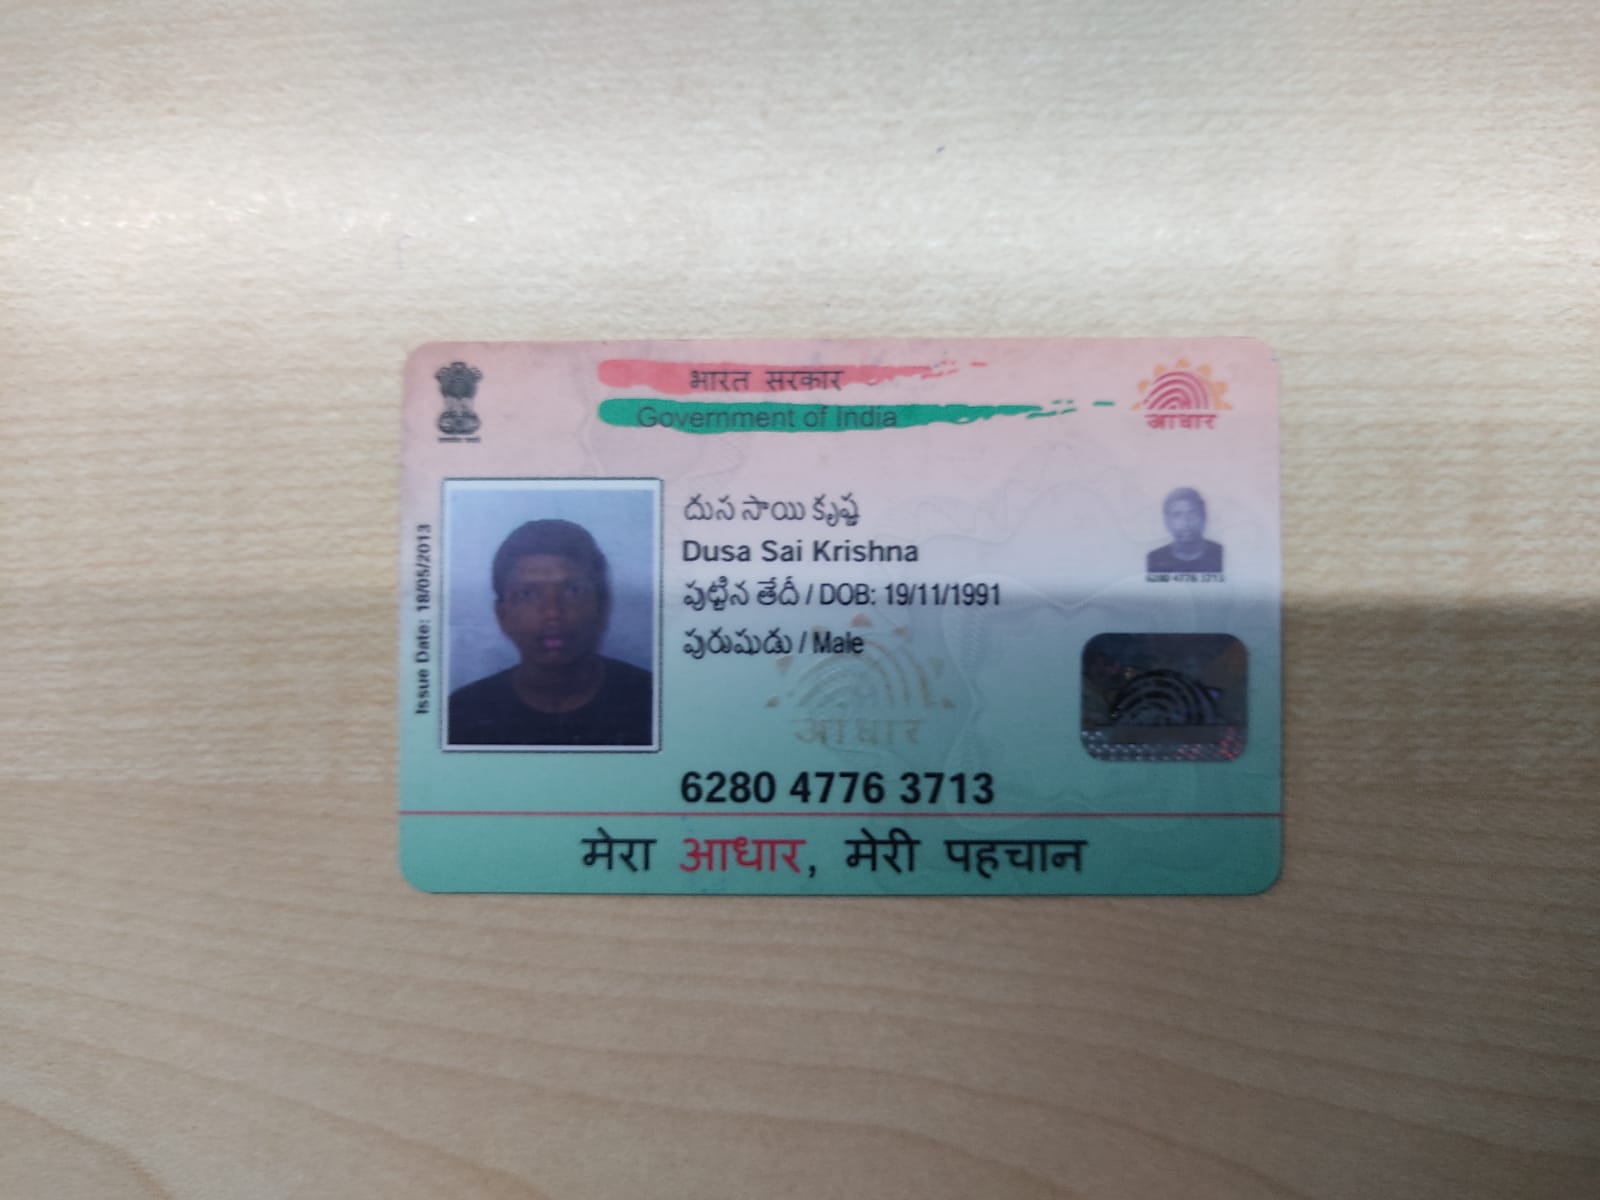 भारत सरकार
Government of India
आधार
Issue Date: 18/05/2013
దుస సాయి కృష్ణ
Dusa Sai Krishna
పుట్టిన తేదీ / DOB: 19/11/1991
పురుషుడు / Male
6280 4776 3713
आधार
6280 4776 3713
मेरा आधार, मेरी पहचान